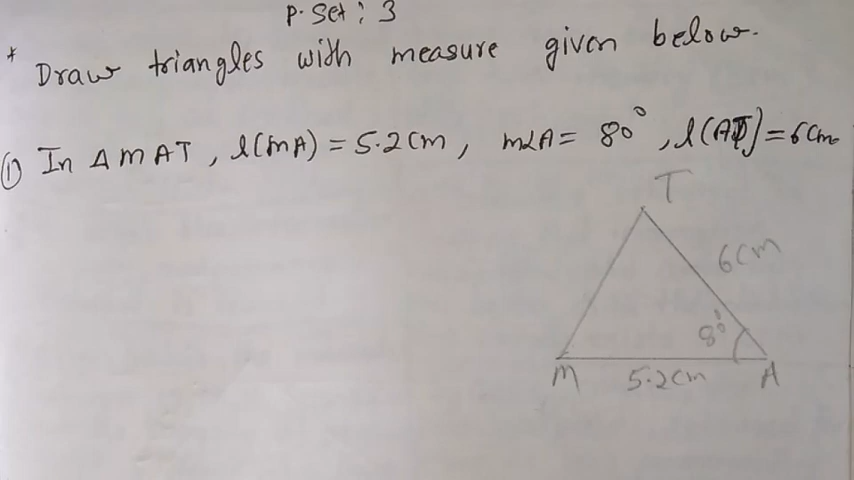 P. Set : 3
* Draw triangles with measure given below.
① In ΔMAT, l(MA) = 5.2cm, m∠A = 80°, l(AT) = 6cm.
T
6cm
80°
M 5.2cm A